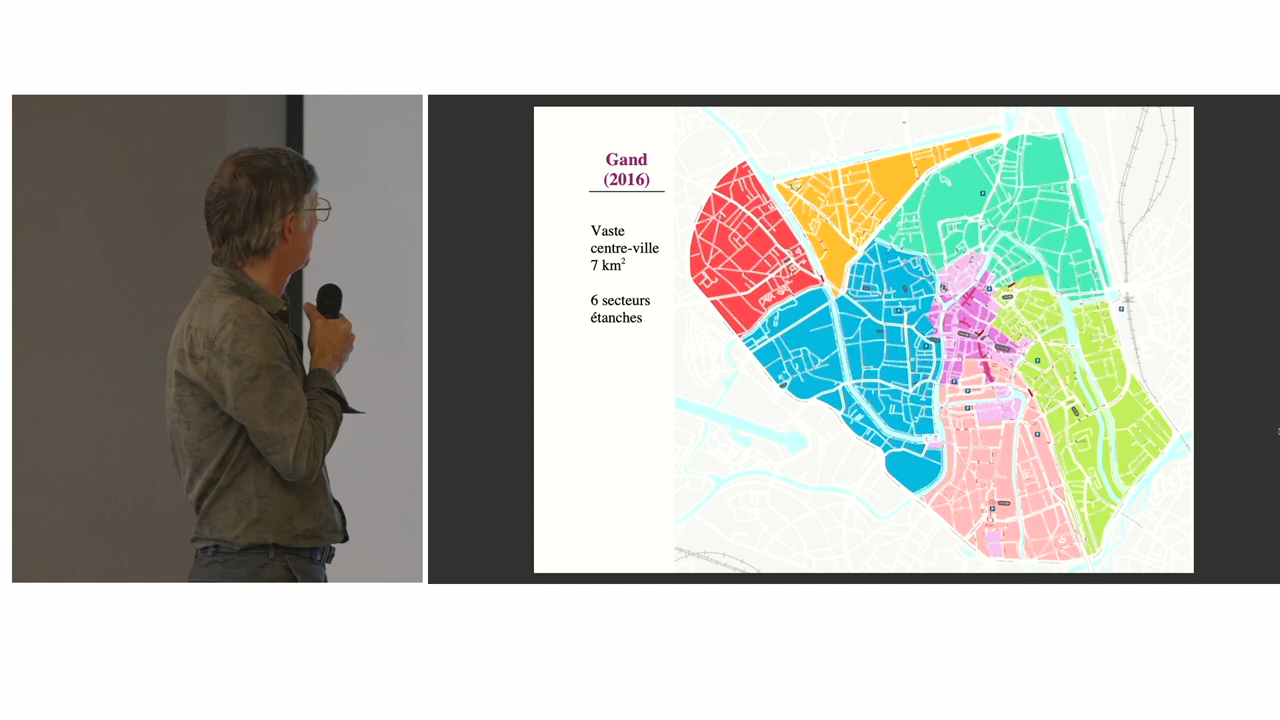 Gand
(2016)
Vaste
centre-ville
7 km²
6 secteurs
étanches